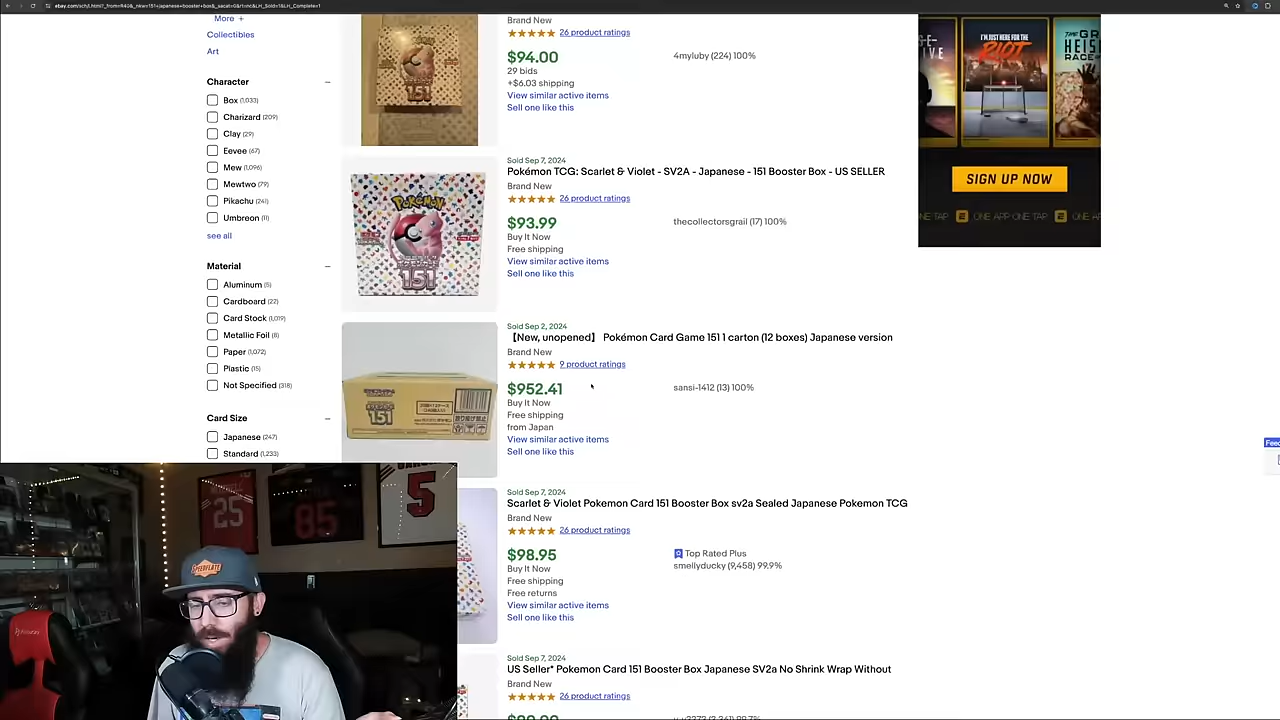 More +
Collectibles
Art
Character
Box (1,033)
Charizard (209)
Clay (29)
Eevee (67)
Mew (1,096)
Mewtwo (79)
Pikachu (241)
Umbreon (11)
see all
Material
Aluminum (5)
Cardboard (22)
Card Stock (1,019)
Metallic Foil (8)
Paper (1,072)
Plastic (15)
Not Specified (318)
Card Size
Japanese (247)
Standard (1,233)
Brand New
26 product ratings
$94.00
29 bids
+$6.03 shipping
View similar active items
Sell one like this
4myluby (224) 100%
Sold Sep 7, 2024
Pokémon TCG: Scarlet & Violet - SV2A - Japanese - 151 Booster Box - US SELLER
Brand New
26 product ratings
$93.99
Buy It Now
Free shipping
View similar active items
Sell one like this
thecollectorsgrail (17) 100%
POKÉMON
151
Sold Sep 2, 2024
【New, unopened】 Pokémon Card Game 151 1 carton (12 boxes) Japanese version
Brand New
9 product ratings
$952.41
Buy It Now
Free shipping
from Japan
View similar active items
Sell one like this
sansi-1412 (13) 100%
151
Sold Sep 7, 2024
Scarlet & Violet Pokemon Card 151 Booster Box sv2a Sealed Japanese Pokemon TCG
Brand New
26 product ratings
$98.95
Buy It Now
Free shipping
Free returns
View similar active items
Sell one like this
Top Rated Plus
smellyducky (9,458) 99.9%
Sold Sep 7, 2024
US Seller* Pokemon Card 151 Booster Box Japanese SV2a No Shrink Wrap Without
Brand New
26 product ratings
I'M JUST HERE FOR THE
RIOT
SIGN UP NOW
ONE APP ONE TAP
25
85
5